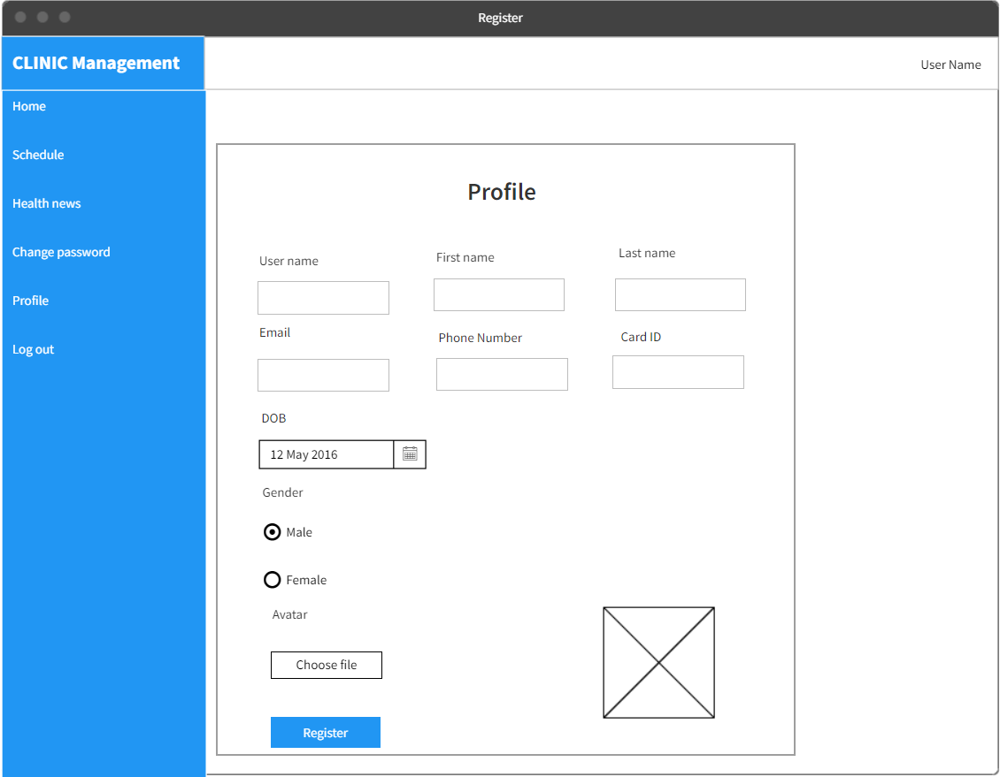 Register
CLINIC Management
User Name
Home
Schedule
Health news
Change password
Profile
Log out
Profile
User name
First name
Last name
Email
Phone Number
Card ID
DOB
12 May 2016
Gender
Male
Female
Avatar
Choose file
Register